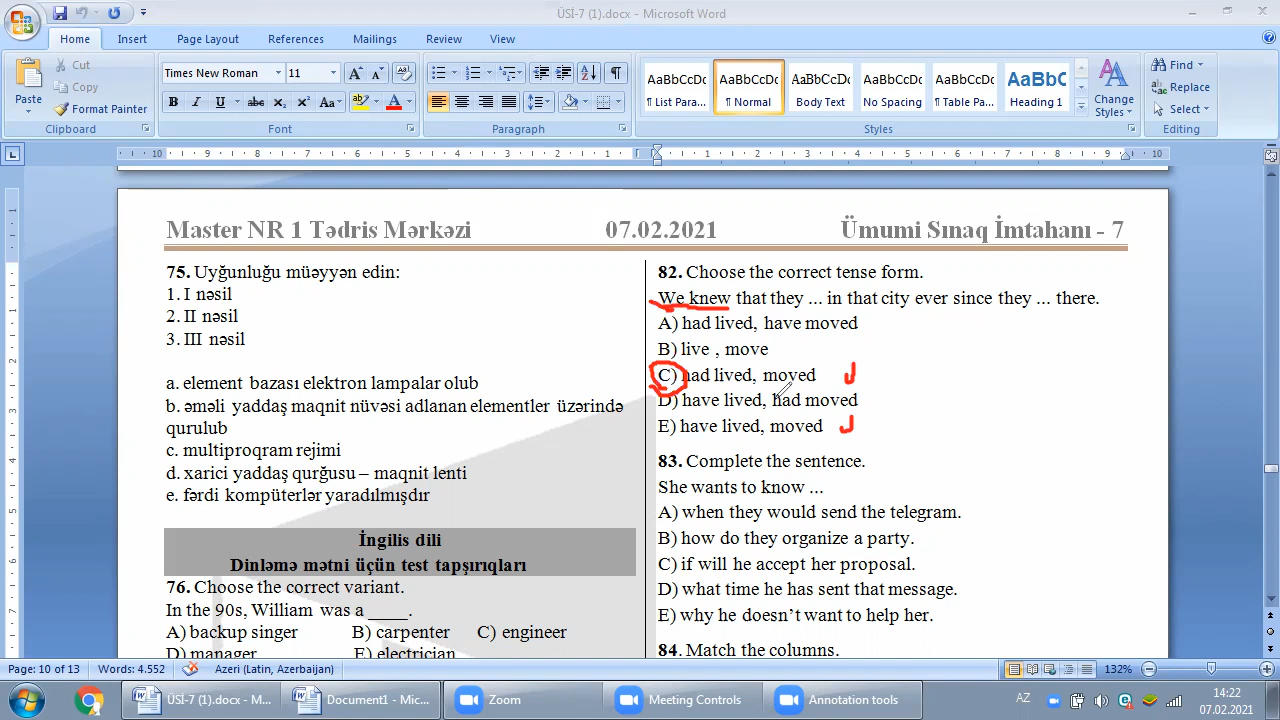 ÜSİ-7 (1).docx - Microsoft Word
Home Insert Page Layout References Mailings Review View
Paste
Cut
Copy
Format Painter
Clipboard
Times New Roman 11
Font
Paragraph
AaBbCcDc AaBbCcDc AaBbCcDc AaBbCcDc AaBbCcDc AaBbC
¶ List Para... ¶ Normal Body Text No Spacing ¶ Table Pa... Heading 1
Change Styles
Styles
Find
Replace
Select
Editing
Master NR 1 Tədris Mərkəzi 07.02.2021 Ümumi Sınaq İmtahanı - 7
75. Uyğunluğu müəyyən edin:
1. I nəsil
2. II nəsil
3. III nəsil
a. element bazası elektron lampalar olub
b. əməli yaddaş maqnit nüvəsi adlanan elementlər üzərində
qurulub
c. multiproqram rejimi
d. xarici yaddaş qurğusu – maqnit lenti
e. fərdi kompüterlər yaradılmışdır
İngilis dili
Dinləmə mətni üçün test tapşırıqları
76. Choose the correct variant.
In the 90s, William was a ____.
A) backup singer B) carpenter C) engineer
D) manager E) electrician
82. Choose the correct tense form.
We knew that they ... in that city ever since they ... there.
A) had lived, have moved
B) live , move
C) had lived, moved
D) have lived, had moved
E) have lived, moved
83. Complete the sentence.
She wants to know ...
A) when they would send the telegram.
B) how do they organize a party.
C) if will he accept her proposal.
D) what time he has sent that message.
E) why he doesn't want to help her.
84. Match the columns.
Page: 10 of 13 Words: 4.552 Azeri (Latin, Azerbaijan) 132%
ÜSİ-7 (1).docx - M... Document1 - Mic... Zoom Meeting Controls Annotation tools AZ 14:22
07.02.2021